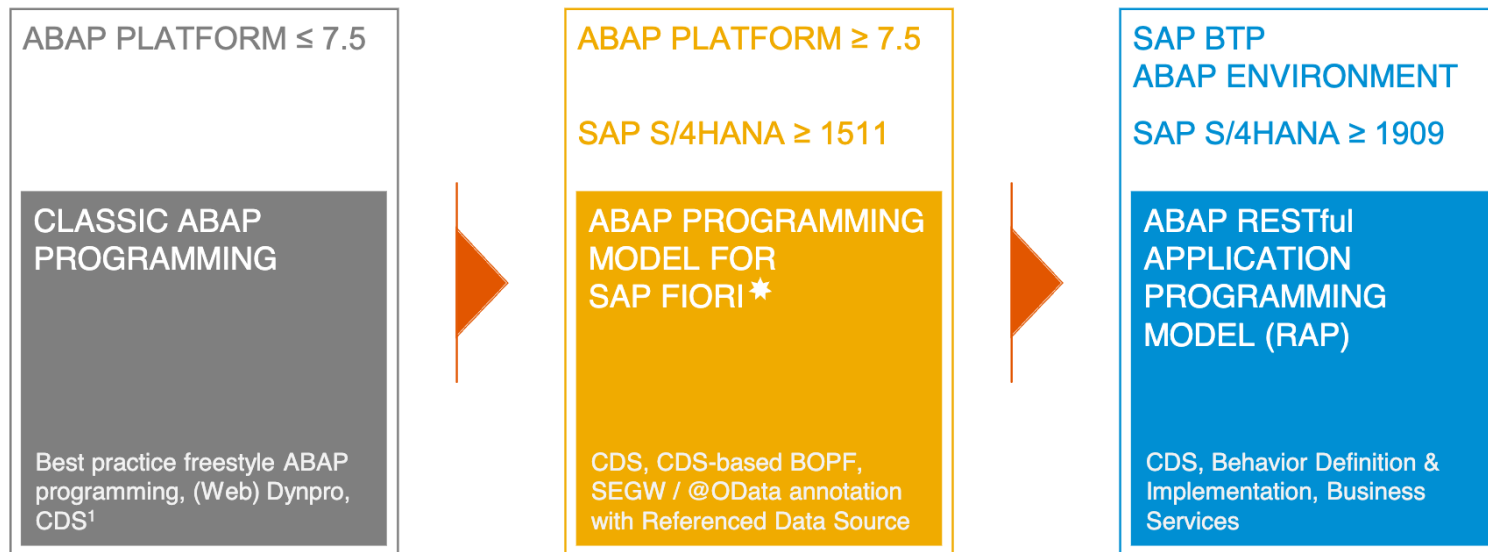 ABAP PLATFORM ≤ 7.5
CLASSIC ABAP
PROGRAMMING
Best practice freestyle ABAP
programming, (Web) Dynpro,
CDS¹
ABAP PLATFORM ≥ 7.5
SAP S/4HANA ≥ 1511
ABAP PROGRAMMING
MODEL FOR
SAP FIORI✷
CDS, CDS-based BOPF,
SEGW / @OData annotation
with Referenced Data Source
SAP BTP
ABAP ENVIRONMENT
SAP S/4HANA ≥ 1909
ABAP RESTful
APPLICATION
PROGRAMMING
MODEL (RAP)
CDS, Behavior Definition &
Implementation, Business
Services